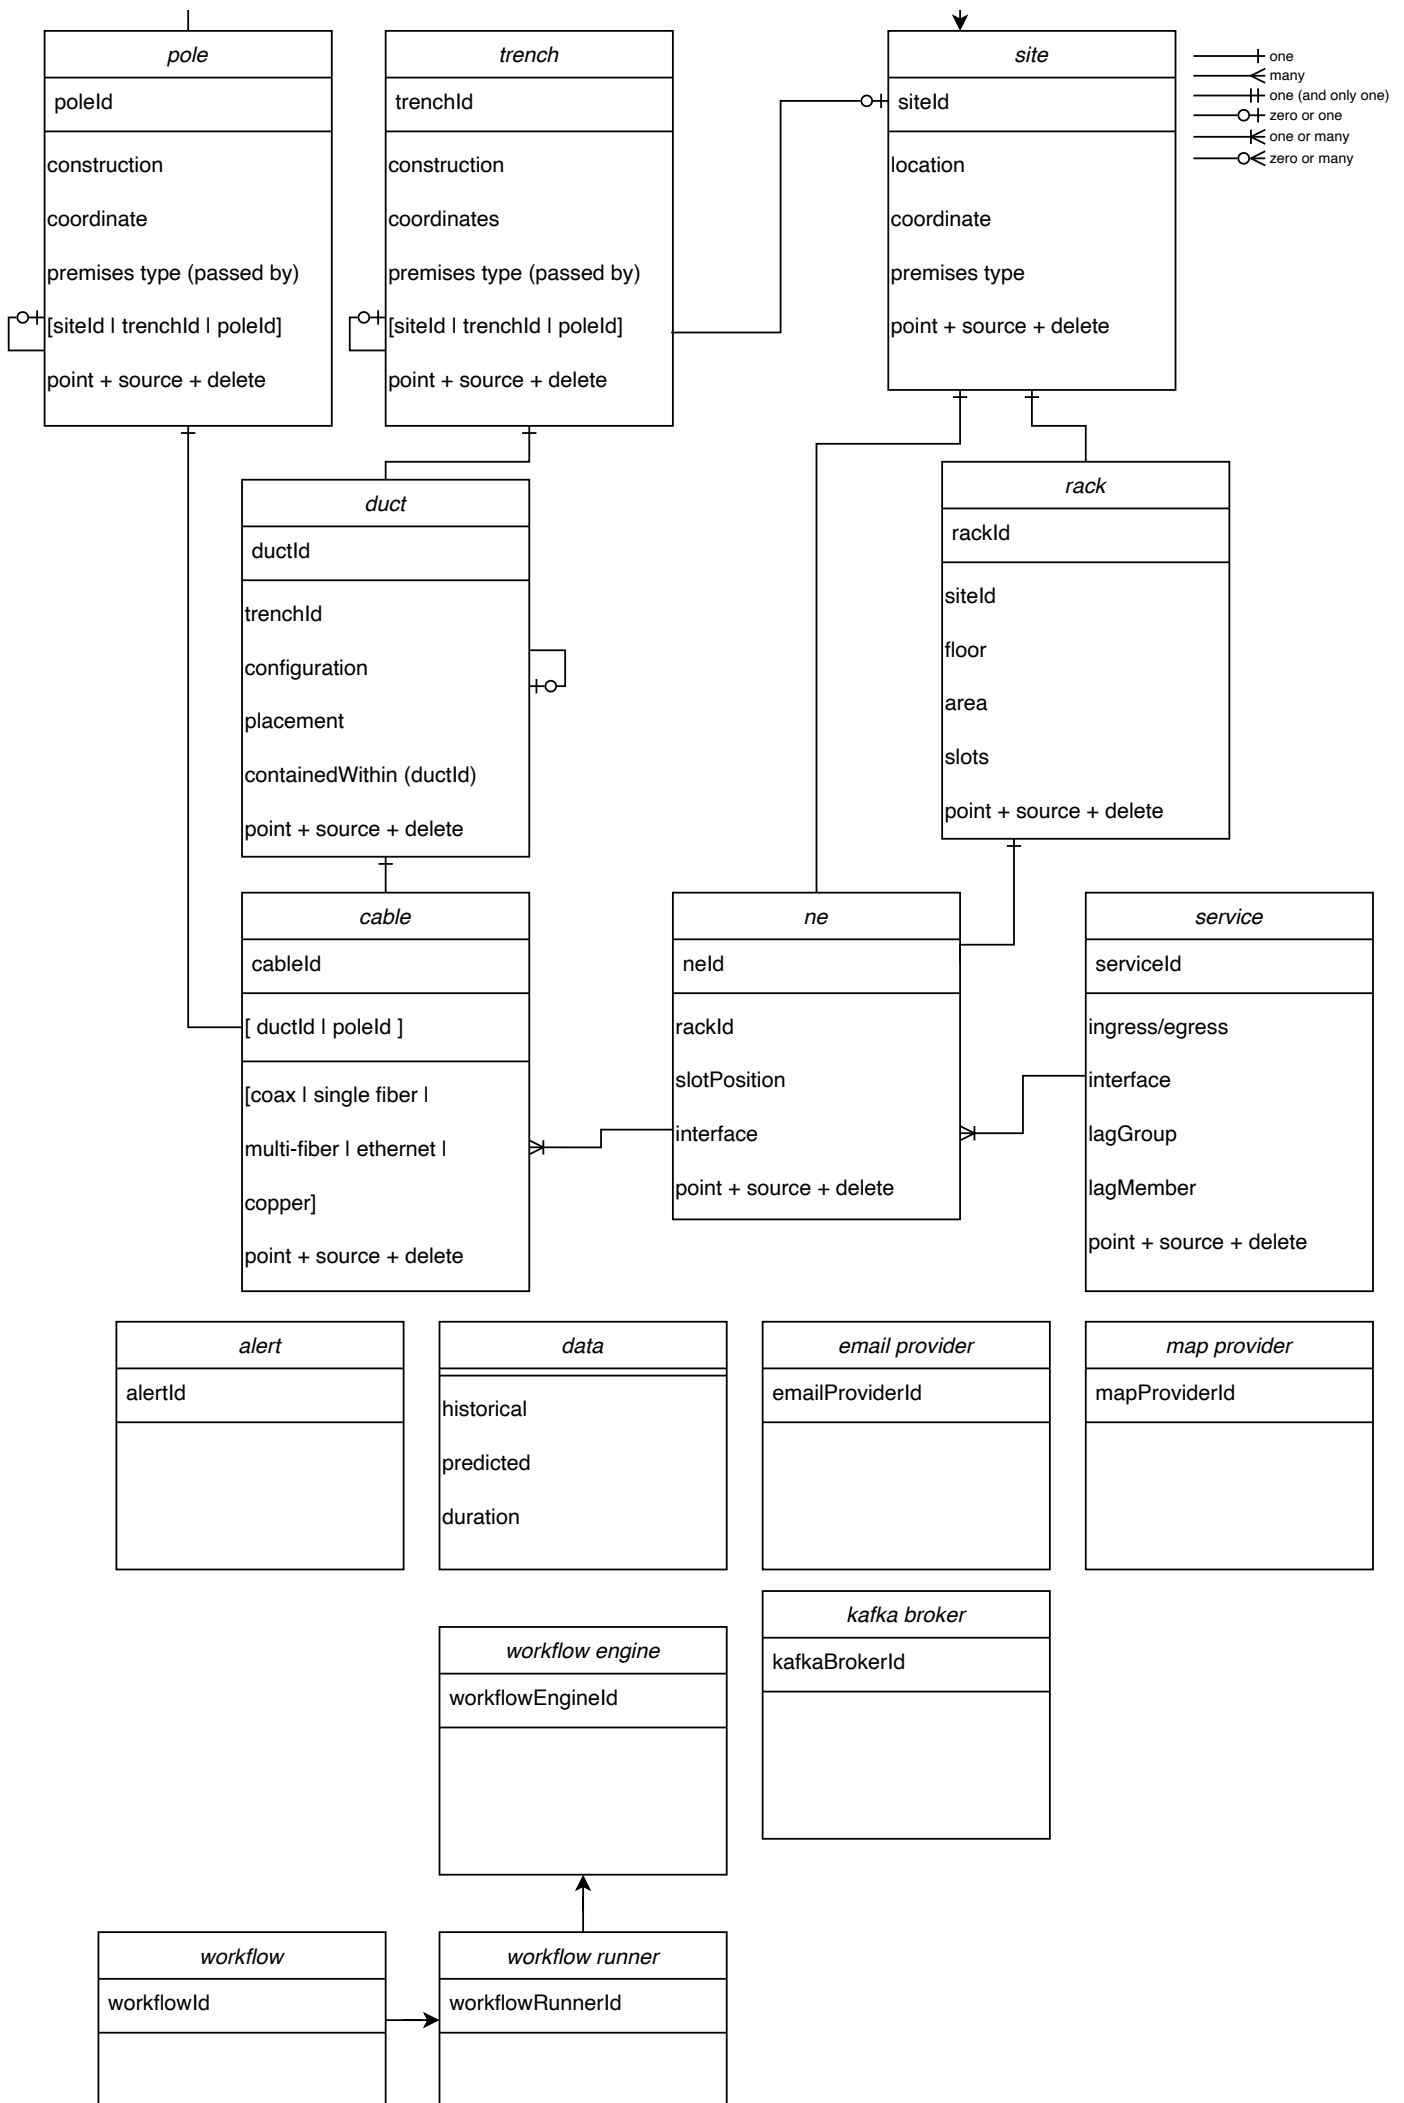 pole
poleId
construction
coordinate
premises type (passed by)
[siteId | trenchId | poleId]
point + source + delete
trench
trenchId
construction
coordinates
premises type (passed by)
[siteId | trenchId | poleId]
point + source + delete
site
siteId
location
coordinate
premises type
point + source + delete
one
many
one (and only one)
zero or one
one or many
zero or many
duct
ductId
trenchId
configuration
placement
containedWithin (ductId)
point + source + delete
rack
rackId
siteId
floor
area
slots
point + source + delete
cable
cableId
[ ductId | poleId ]
[coax | single fiber |
multi-fiber | ethernet |
copper]
point + source + delete
ne
neId
rackId
slotPosition
interface
point + source + delete
service
serviceId
ingress/egress
interface
lagGroup
lagMember
point + source + delete
alert
alertId
data
historical
predicted
duration
email provider
emailProviderId
map provider
mapProviderId
kafka broker
kafkaBrokerId
workflow engine
workflowEngineId
workflow
workflowId
workflow runner
workflowRunnerId